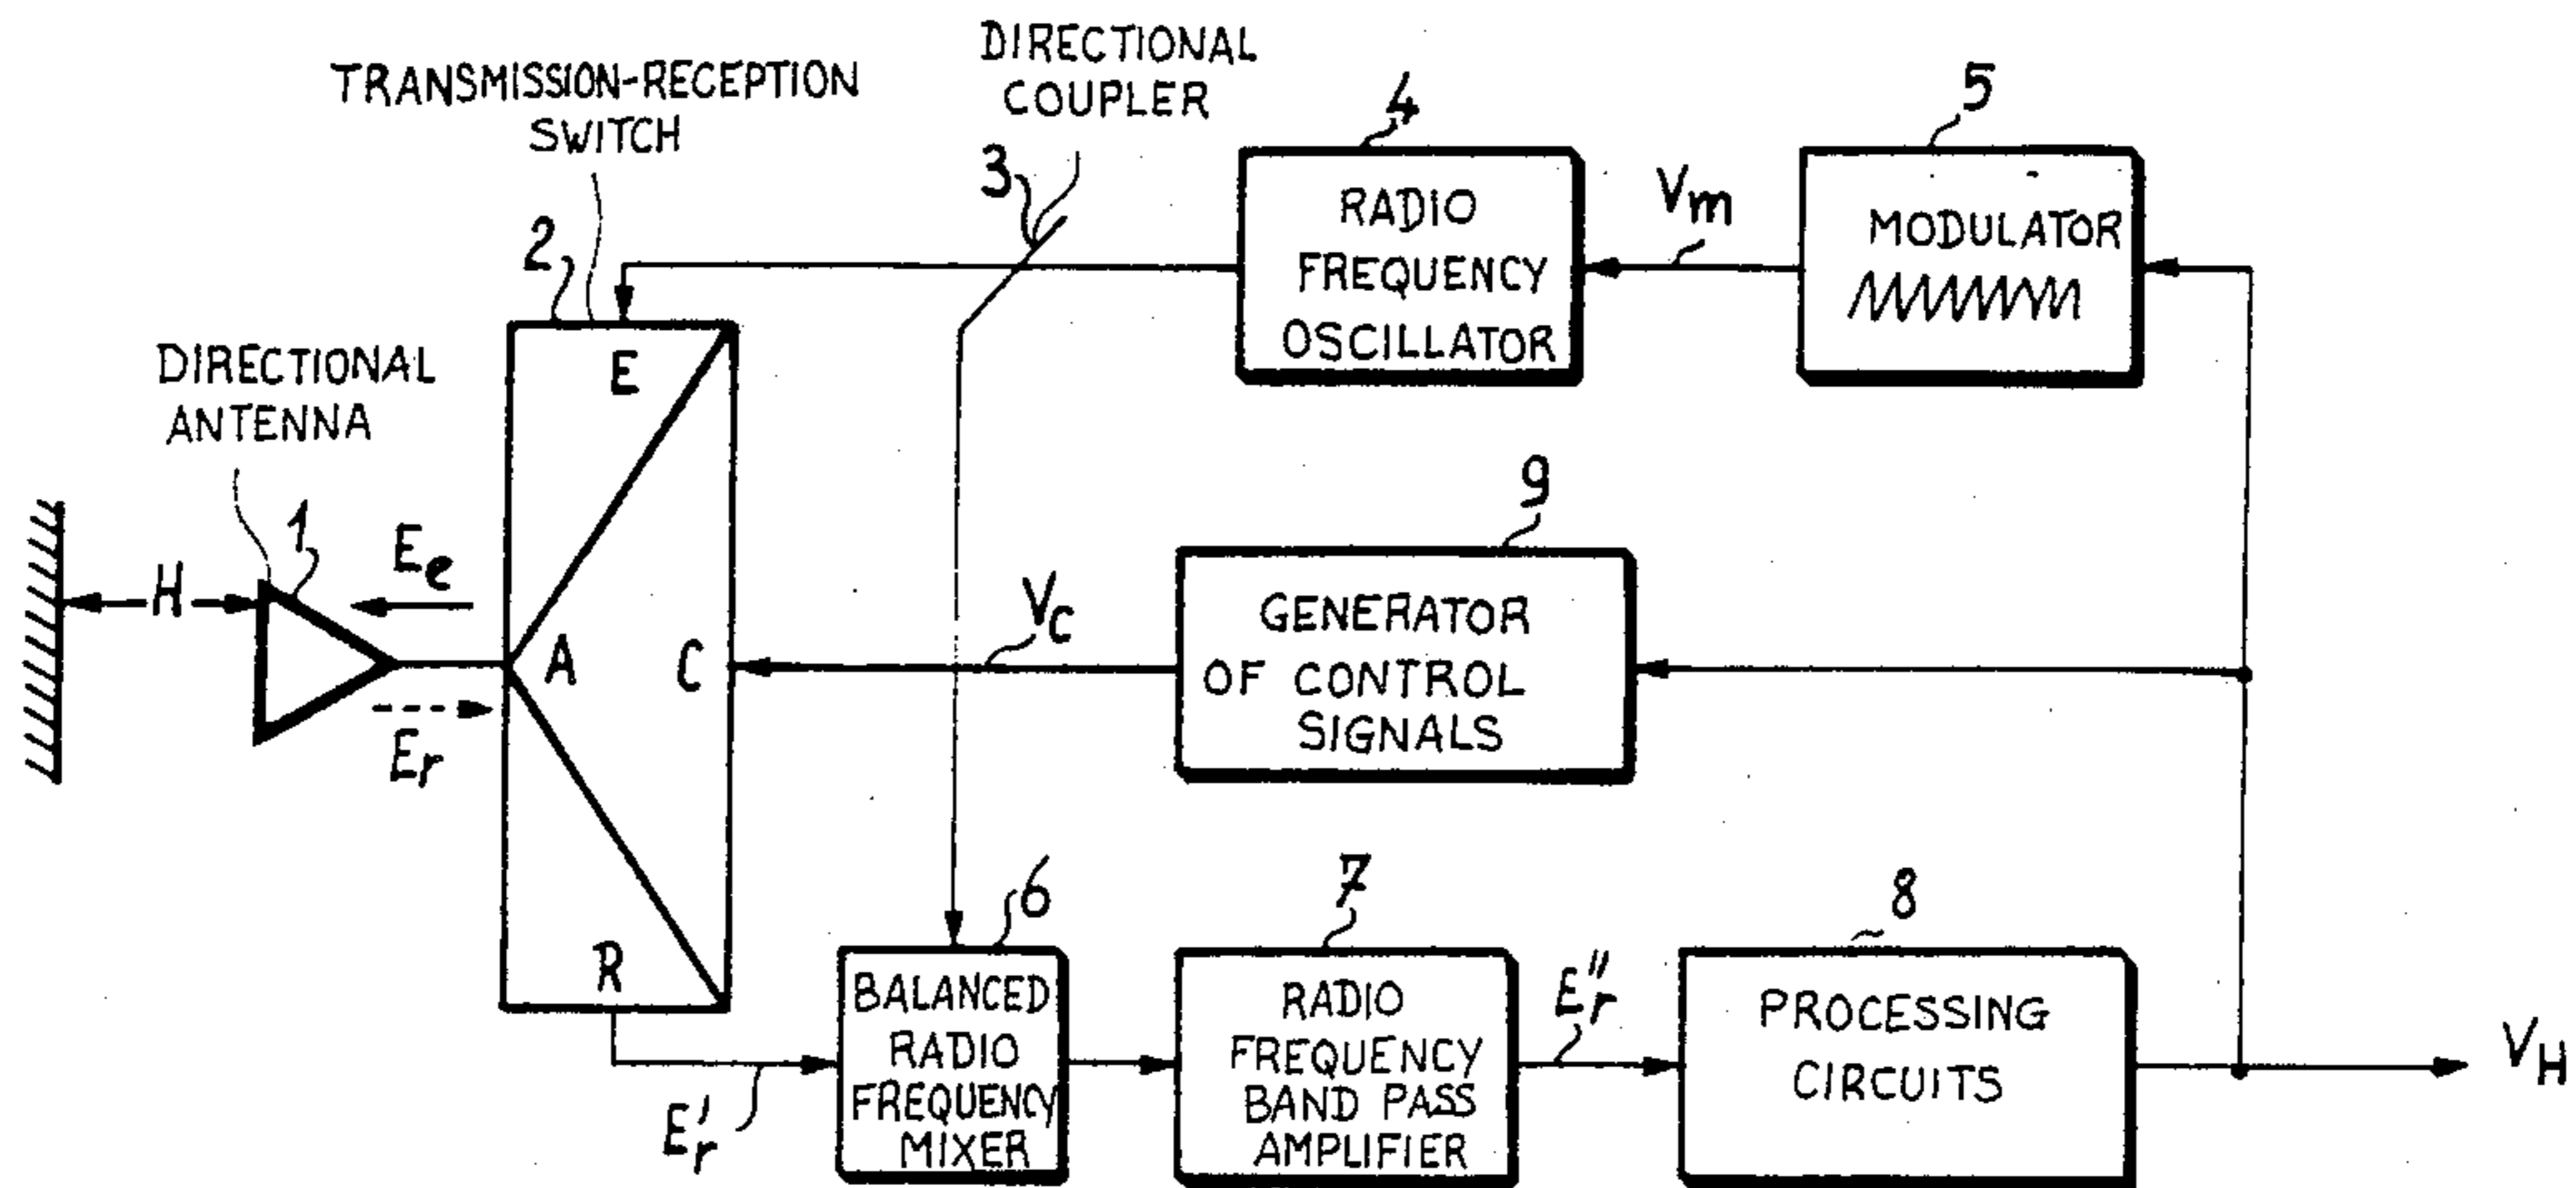 DIRECTIONAL
COUPLER
TRANSMISSION-RECEPTION
SWITCH
3
4
5
RADIO
FREQUENCY
OSCILLATOR
Vm
MODULATOR
2
E
DIRECTIONAL
ANTENNA
1
H
Ee
Er
A
C
R
Vc
9
GENERATOR
OF CONTROL
SIGNALS
6
7
8
E'r
BALANCED
RADIO
FREQUENCY
MIXER
RADIO
FREQUENCY
BAND PASS
AMPLIFIER
E"r
PROCESSING
CIRCUITS
VH